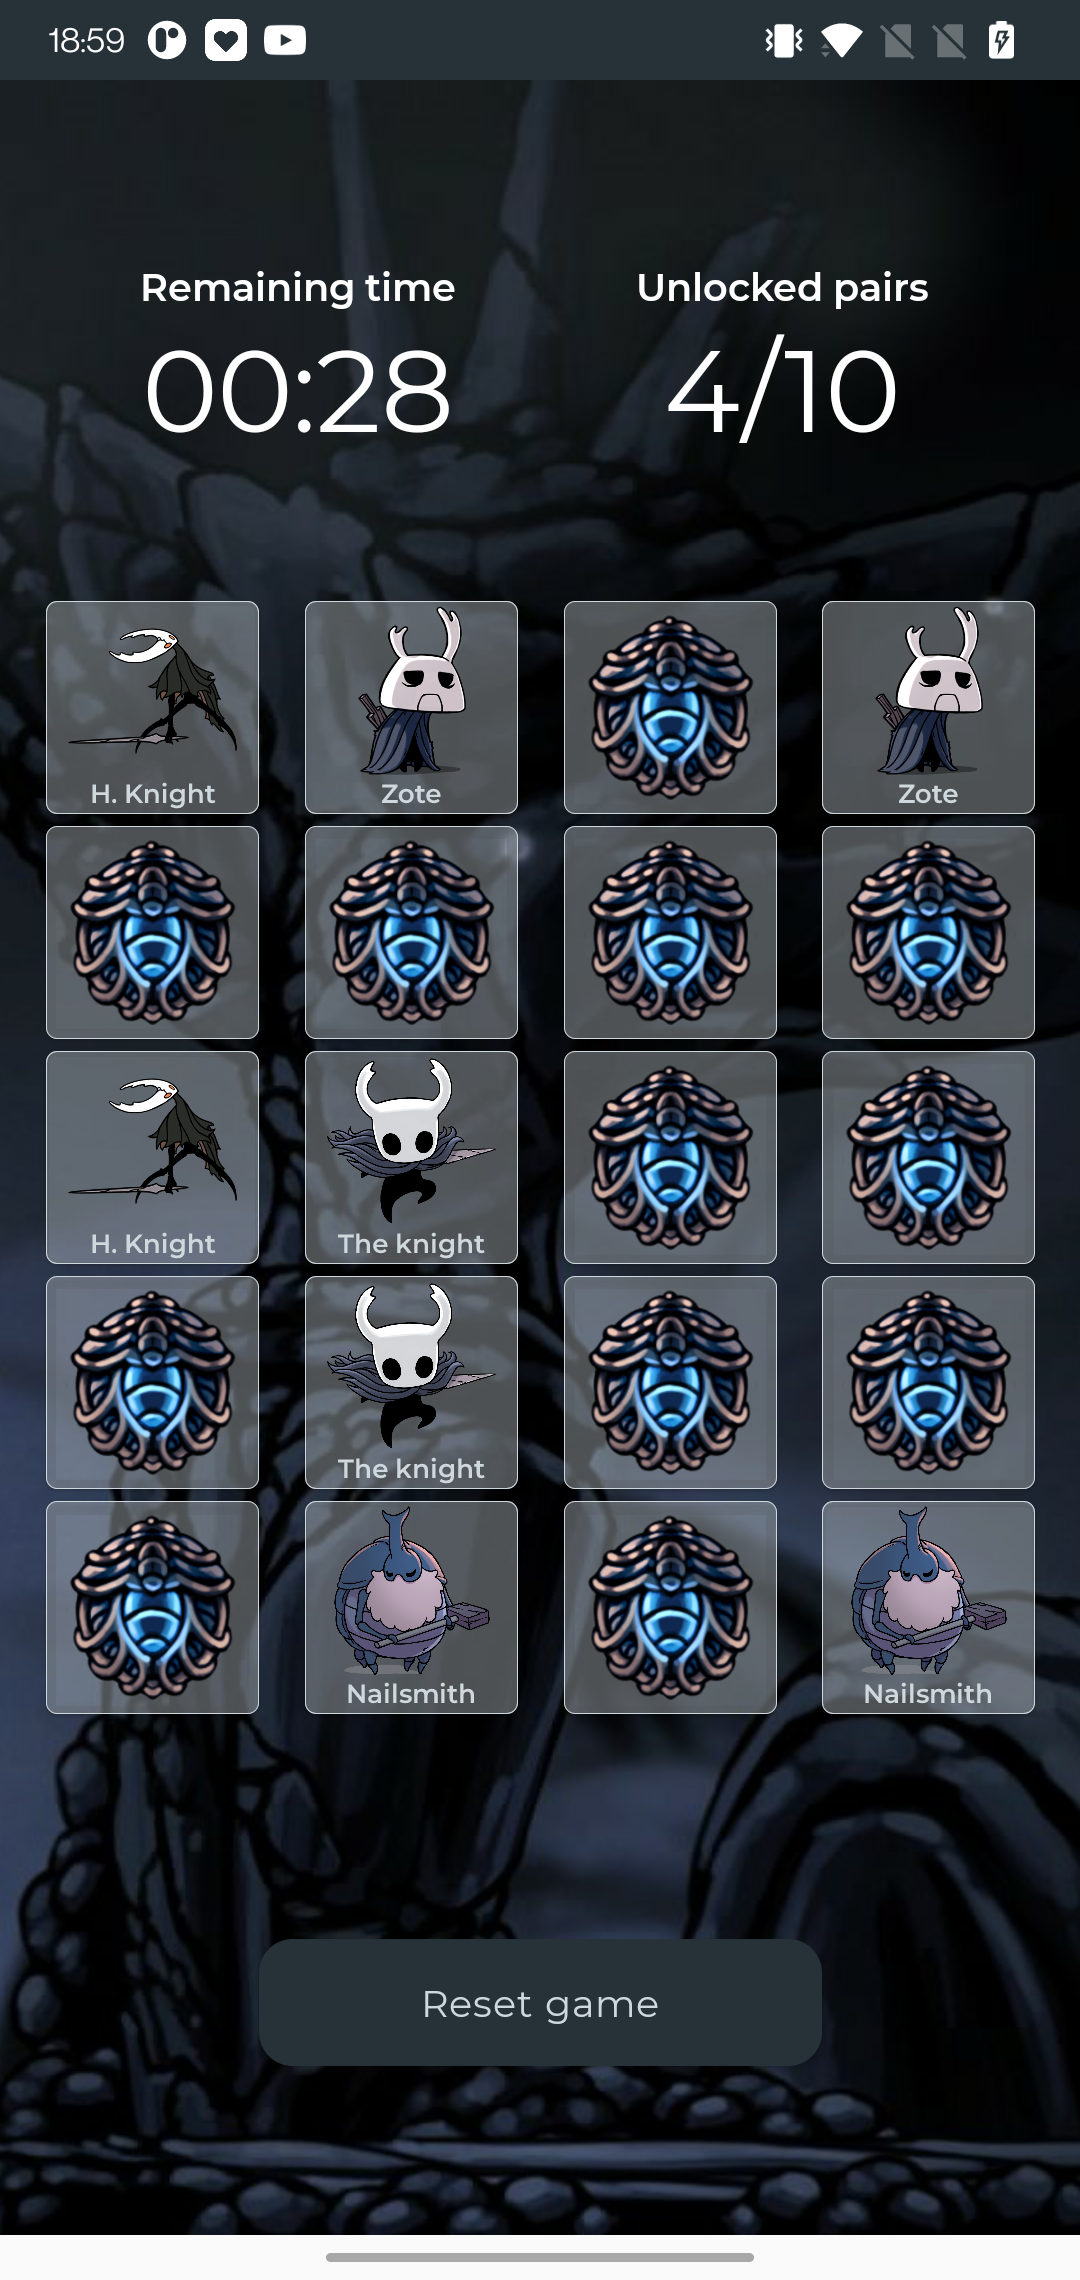 18:59
Remaining time
Unlocked pairs
00:28
4/10
H. Knight
Zote
Zote
H. Knight
The knight
The knight
Nailsmith
Nailsmith
Reset game